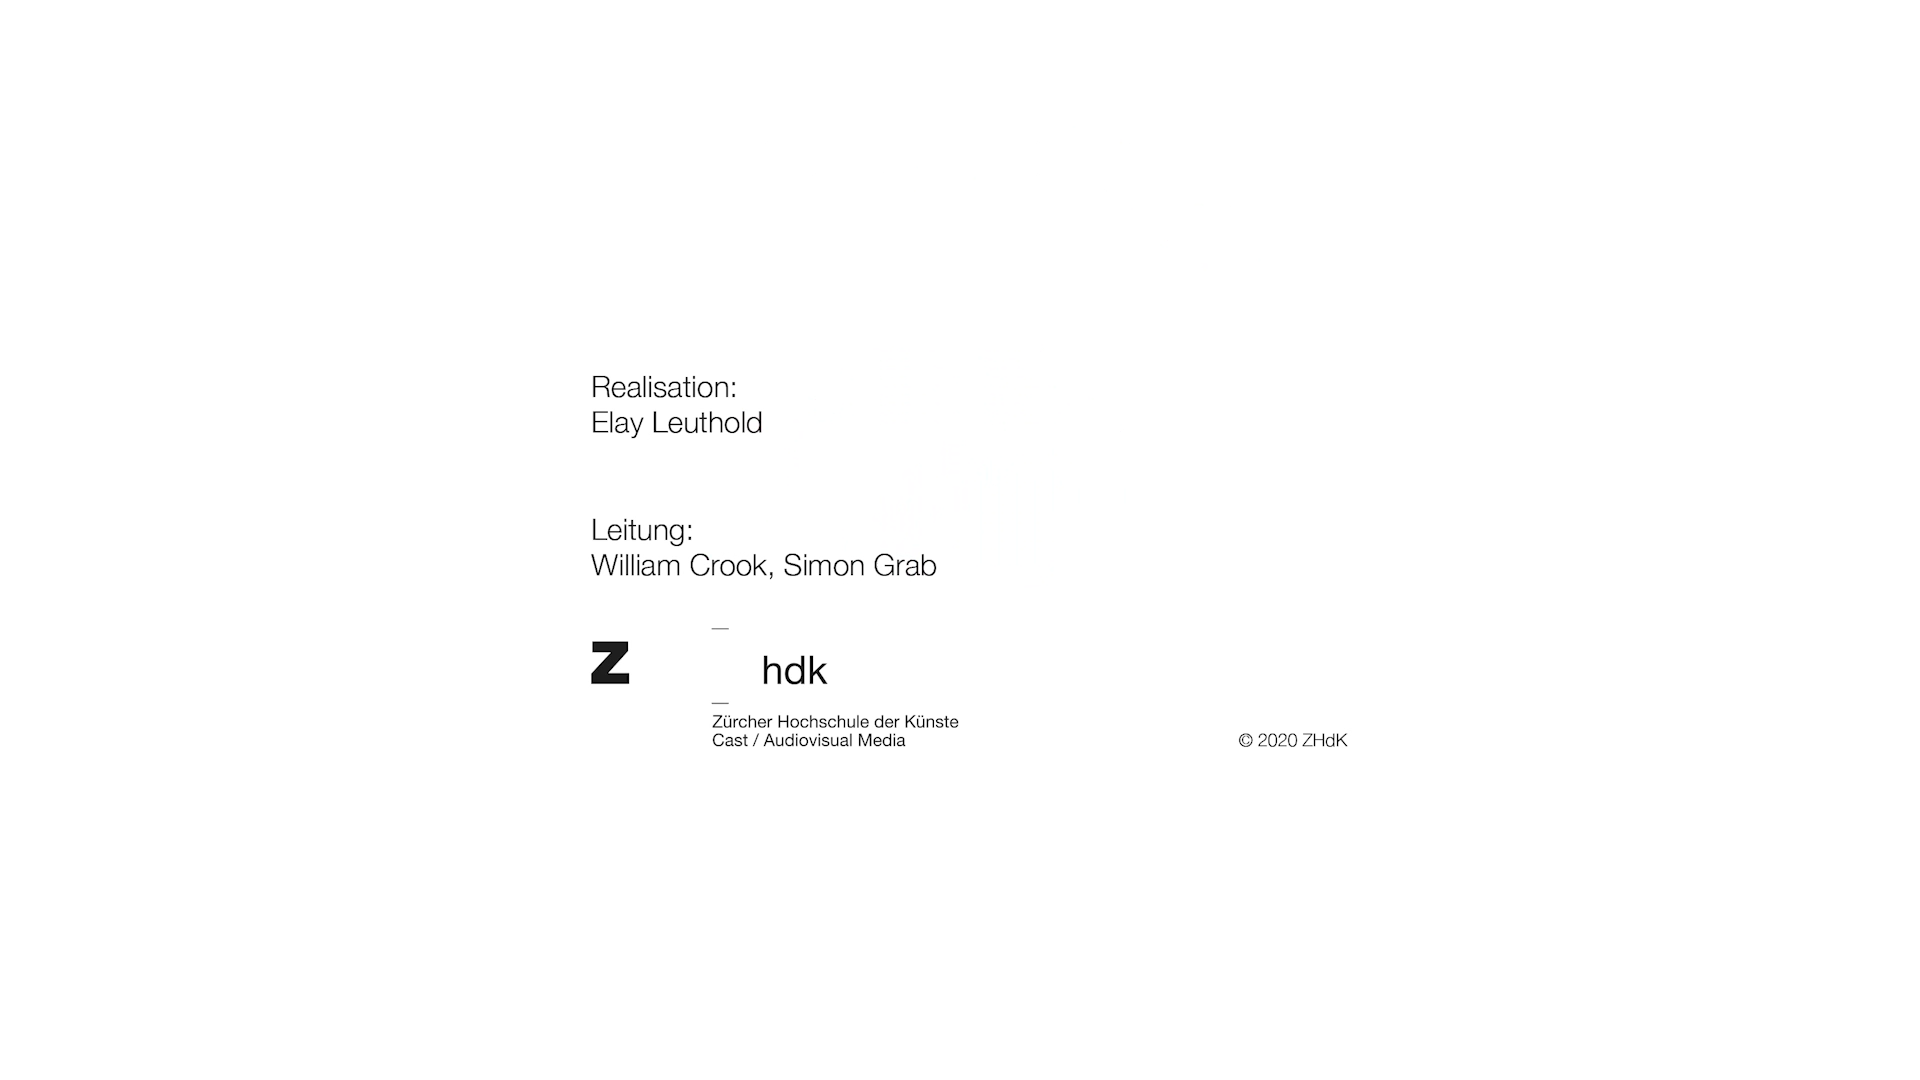 Realisation:
Elay Leuthold
Leitung:
William Crook, Simon Grab
Z hdk
Zürcher Hochschule der Künste
Cast / Audiovisual Media
© 2020 ZHdK